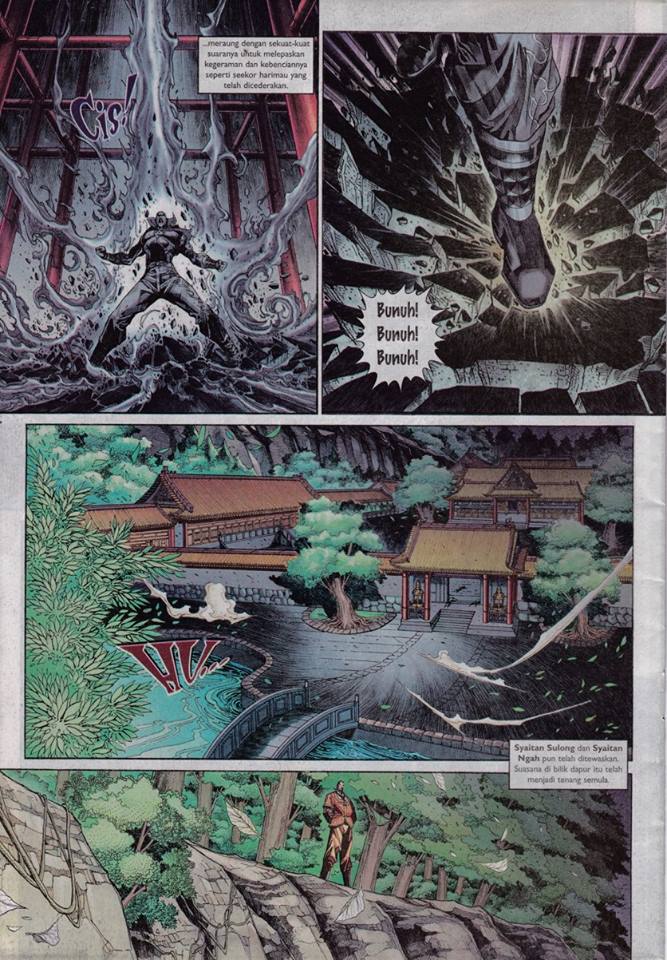 ...meraung dengan sekuat-kuat
suaranya untuk melepaskan
kegeraman dan kebenciannya
seperti seekor harimau yang
telah dicederakan.
Cis!
Bunuh!
Bunuh!
Bunuh!
HU...
Syaitan Sulong dan Syaitan
Ngah pun telah ditewaskan.
Suasana di bilik dapur itu telah
menjadi tenang semula.